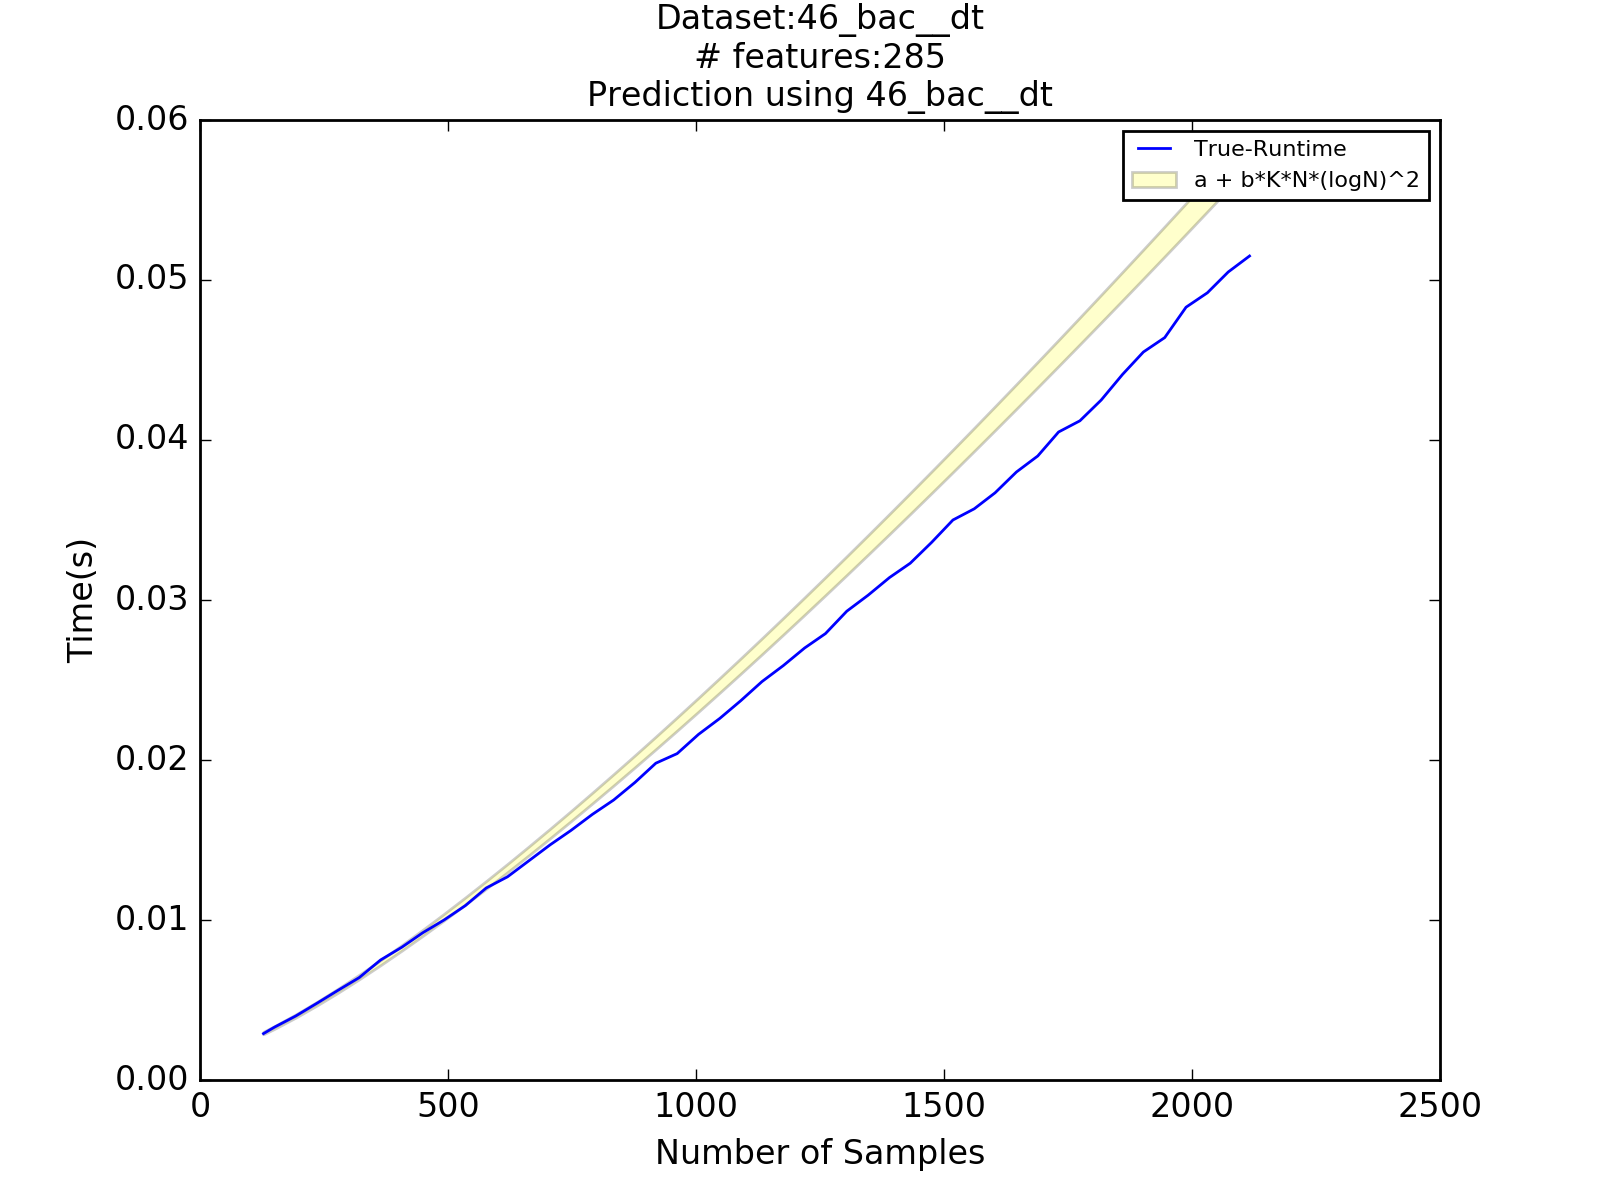 Dataset:46_bac__dt
# features:285
Prediction using 46_bac__dt
0.06
0.05
0.04
0.03
0.02
0.01
0.00
Time(s)
True-Runtime
a + b*K*N*(logN)^2
0
500
1000
1500
2000
2500
Number of Samples